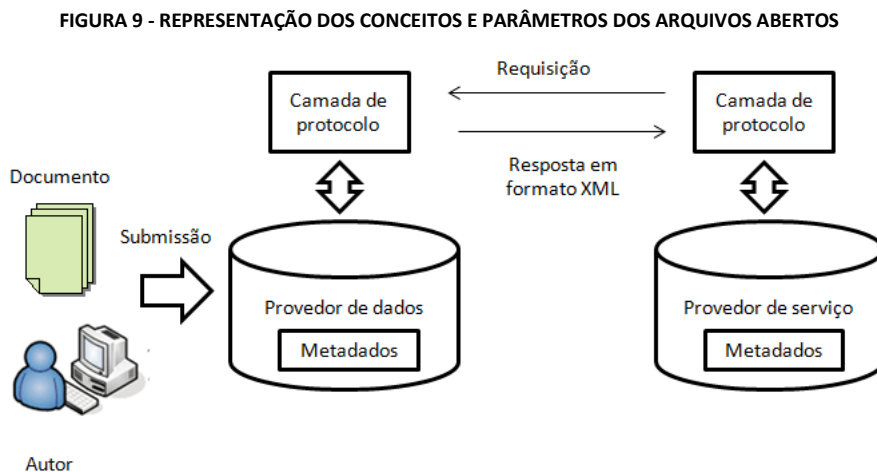 FIGURA 9 - REPRESENTAÇÃO DOS CONCEITOS E PARÂMETROS DOS ARQUIVOS ABERTOS
Requisição
Camada de
protocolo
Camada de
protocolo
Resposta em
formato XML
Documento
Submissão
Provedor de dados
Metadados
Provedor de serviço
Metadados
Autor